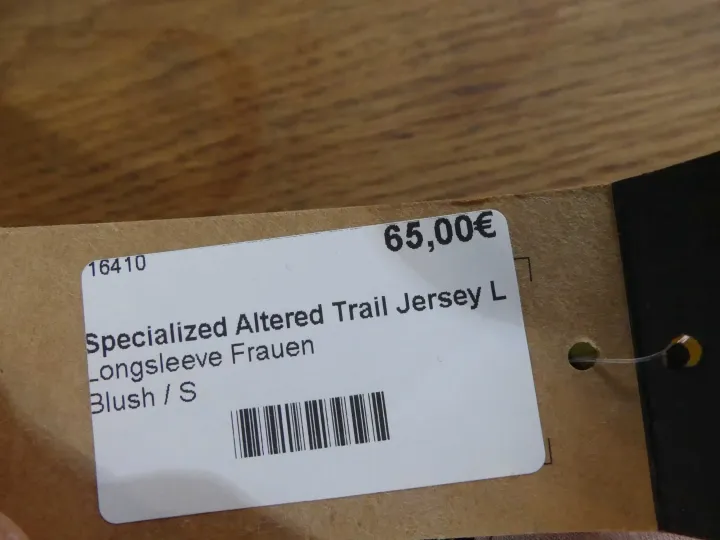 16410
65,00€
Specialized Altered Trail Jersey L
Longsleeve Frauen
Blush / S